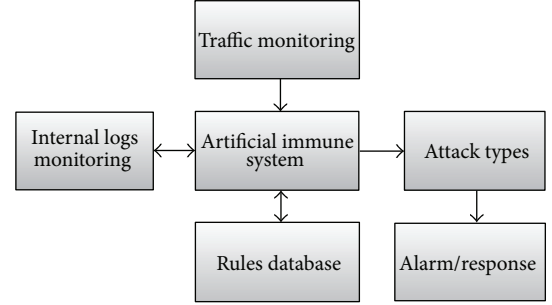 Traffic monitoring
Internal logs
monitoring
Artificial immune
system
Attack types
Rules database
Alarm/response